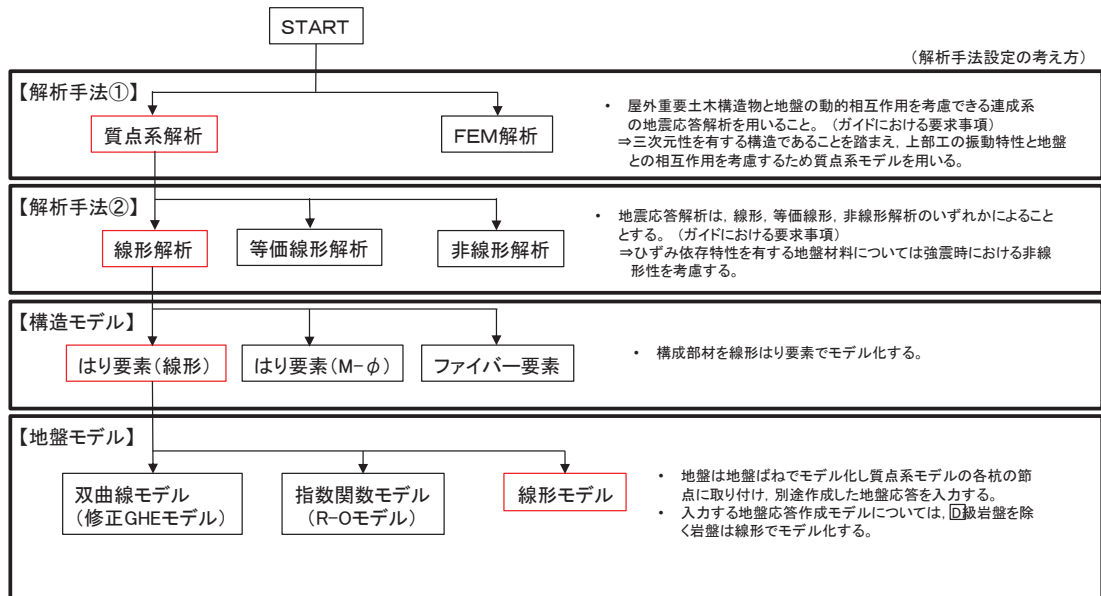 START
(解析手法設定の考え方)
【解析手法①】
質点系解析
FEM解析
・ 屋外重要土木構造物と地盤の動的相互作用を考慮できる連成系
の地震応答解析を用いること。 (ガイドにおける要求事項)
⇒三次元性を有する構造であることを踏まえ, 上部工の振動特性と地盤
との相互作用を考慮するため質点系モデルを用いる。
【解析手法②】
線形解析
等価線形解析
非線形解析
・ 地震応答解析は, 線形, 等価線形, 非線形解析のいずれかによること
とする。 (ガイドにおける要求事項)
⇒ひずみ依存特性を有する地盤材料については強震時における非線
形性を考慮する。
【構造モデル】
はり要素(線形)
はり要素(M-φ)
ファイバー要素
・ 構成部材を線形はり要素でモデル化する。
【地盤モデル】
双曲線モデル
(修正GHEモデル)
指数関数モデル
(R-Oモデル)
線形モデル
・ 地盤は地盤ばねでモデル化し質点系モデルの各杭の節
点に取り付け, 別途作成した地盤応答を入力する。
・ 入力する地盤応答作成モデルについては, D級岩盤を除
く岩盤は線形でモデル化する。